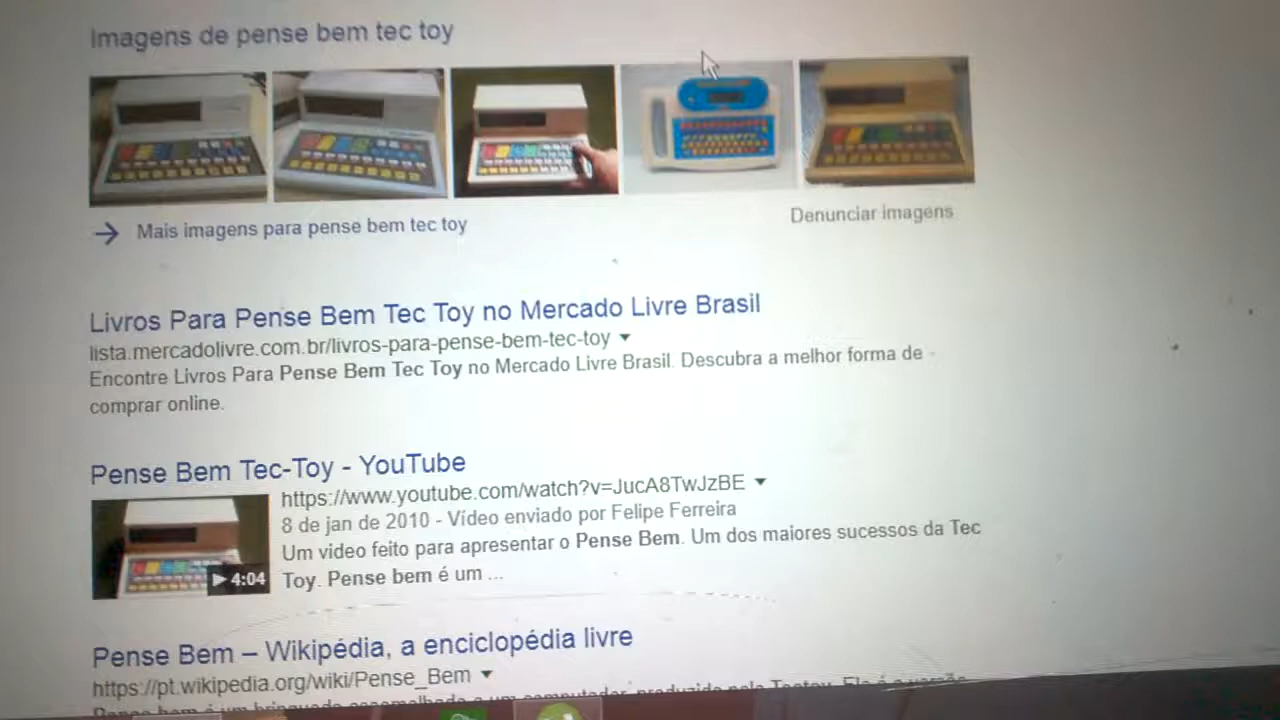 Imagens de pense bem tec toy
Mais imagens para pense bem tec toy
Denunciar imagens
Livros Para Pense Bem Tec Toy no Mercado Livre Brasil
lista.mercadolivre.com.br/livros-para-pense-bem-tec-toy
Encontre Livros Para Pense Bem Tec Toy no Mercado Livre Brasil. Descubra a melhor forma de
comprar online.
Pense Bem Tec-Toy - YouTube
https://www.youtube.com/watch?v=JucA8TwJzBE
8 de jan de 2010 - Vídeo enviado por Felipe Ferreira
Um video feito para apresentar o Pense Bem. Um dos maiores sucessos da Tec
Toy. Pense bem é um ...
4:04
Pense Bem – Wikipédia, a enciclopédia livre
https://pt.wikipedia.org/wiki/Pense_Bem